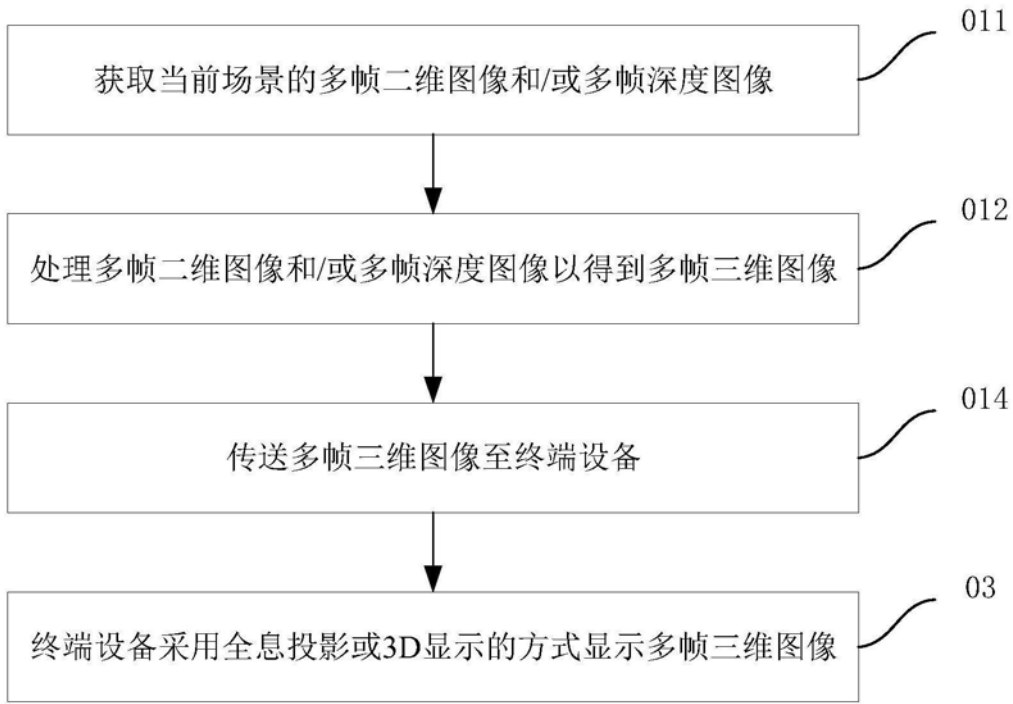 011
获取当前场景的多帧二维图像和/或多帧深度图像
012
处理多帧二维图像和/或多帧深度图像以得到多帧三维图像
014
传送多帧三维图像至终端设备
03
终端设备采用全息投影或3D显示的方式显示多帧三维图像